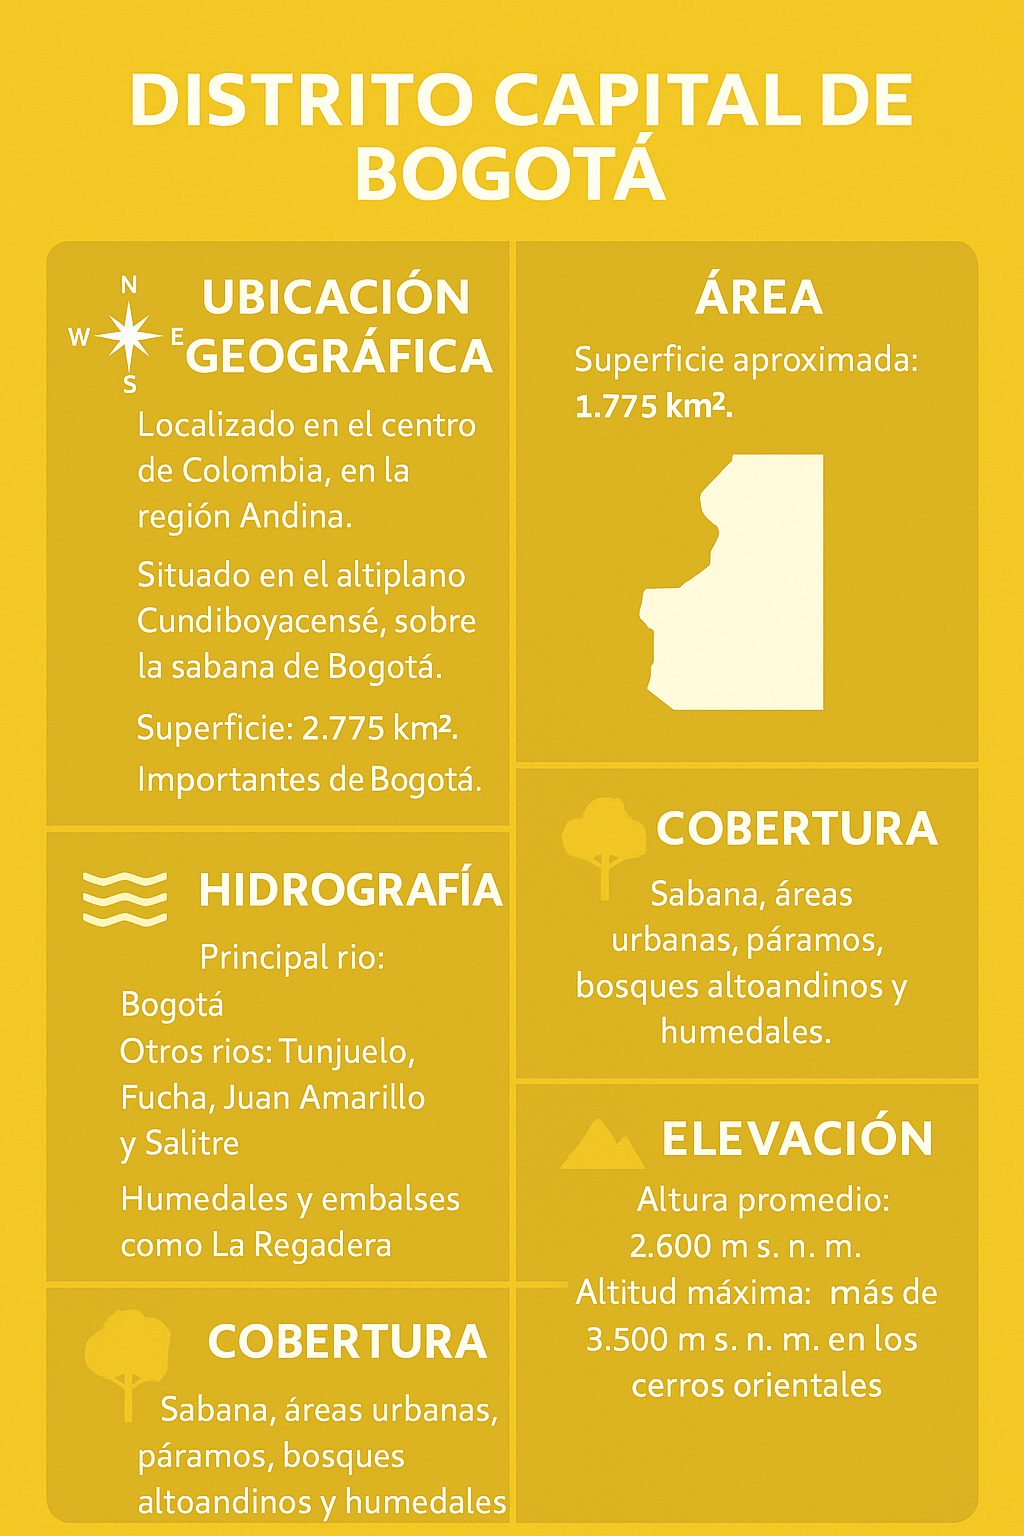 DISTRITO CAPITAL DE
BOGOTÁ
N
W E
S
UBICACIÓN
GEOGRÁFICA
Localizado en el centro
de Colombia, en la
región Andina.
Situado en el altiplano
Cundiboyacensé, sobre
la sabana de Bogotá.
Superficie: 2.775 km².
Importantes de Bogotá.
HIDROGRAFÍA
Principal rio:
Bogotá
Otros rios: Tunjuelo,
Fucha, Juan Amarillo
y Salitre
Humedales y embalses
como La Regadera
COBERTURA
Sabana, áreas urbanas,
páramos, bosques
altoandinos y humedales
ÁREA
Superficie aproximada:
1.775 km².
COBERTURA
Sabana, áreas
urbanas, páramos,
bosques altoandinos y
humedales.
ELEVACIÓN
Altura promedio:
2.600 m s. n. m.
Altitud máxima: más de
3.500 m s. n. m. en los
cerros orientales